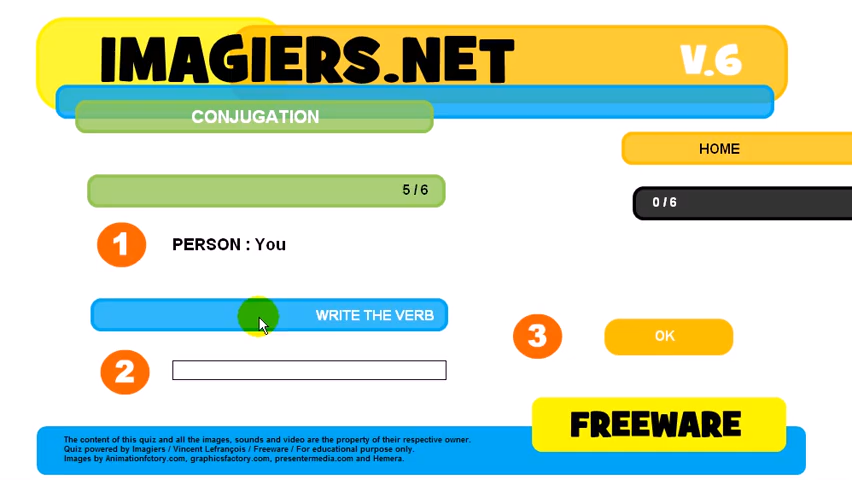 IMAGIERS.NET
V.6
CONJUGATION
HOME
5 / 6
0 / 6
1
PERSON : You
WRITE THE VERB
3
OK
2
FREEWARE
The content of this quiz and all the images, sounds and video are the property of their respective owner.
Quiz powered by Imagiers / Vincent Lefrançois / Freeware / For educational purpose only.
Images by Animationfctory.com, graphicsfactory.com, presentermedia.com and Hemera.